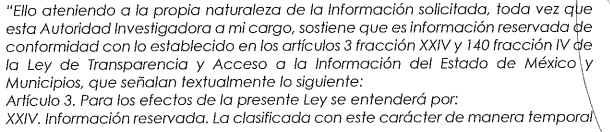 "Ello ateniendo a la propia naturaleza de la Información solicitada, toda vez que
esta Autoridad Investigadora a mi cargo, sostiene que es información reservada de
conformidad con lo establecido en los artículos 3 fracción XXIV y 140 fracción IV de
la Ley de Transparencia y Acceso a la Información del Estado de México y
Municipios, que señalan textualmente lo siguiente:
Artículo 3. Para los efectos de la presente Ley se entenderá por:
XXIV. Información reservada. La clasificada con este carácter de manera temporal